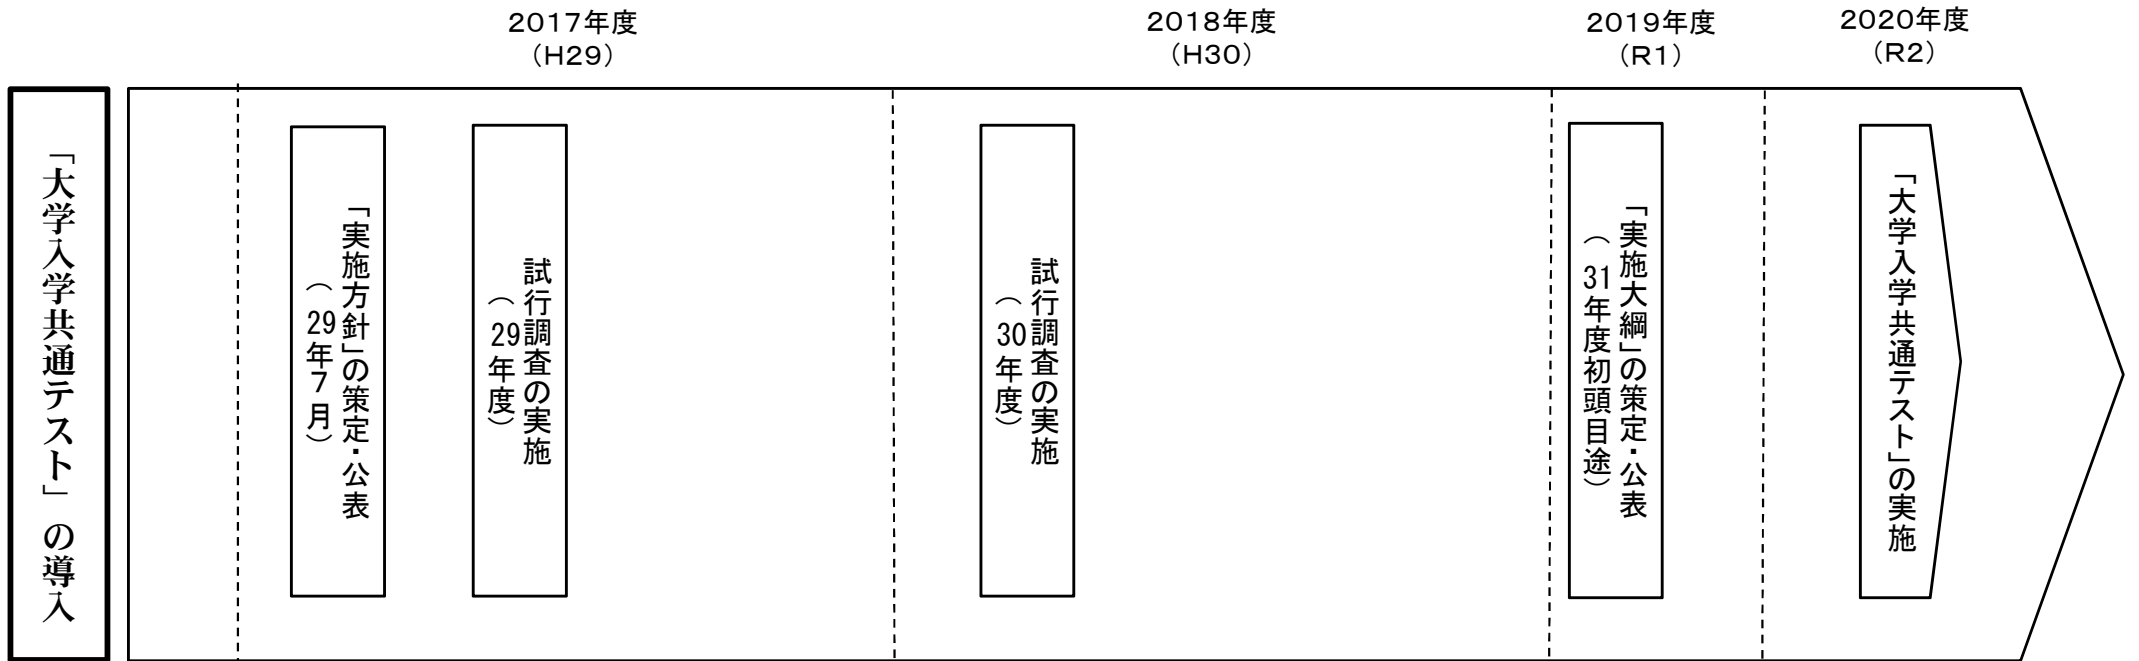 2017年度
（H29）
2018年度
（H30）
2019年度
（R1）
2020年度
（R2）
「大学入学共通テスト」の導入
「実施方針」の策定・公表
（29年７月）
試行調査の実施
（29年度）
試行調査の実施
（30年度）
「実施大綱」の策定・公表
（31年度初頭目途）
「大学入学共通テスト」の実施